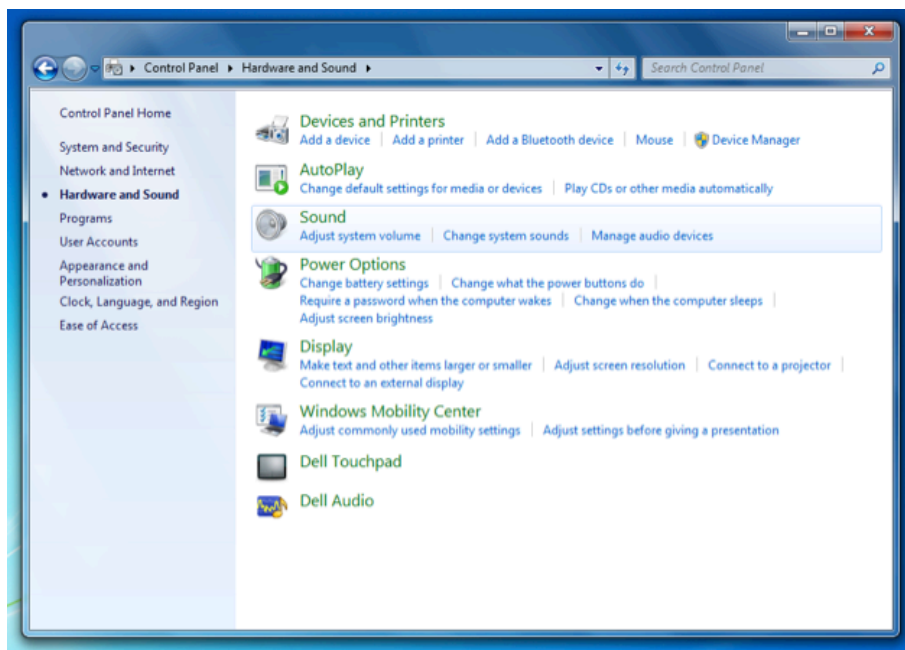 Control Panel Hardware and Sound Search Control Panel
Control Panel Home
System and Security
Network and Internet
Hardware and Sound
Programs
User Accounts
Appearance and
Personalization
Clock, Language, and Region
Ease of Access
Devices and Printers
Add a device Add a printer Add a Bluetooth device Mouse Device Manager
AutoPlay
Change default settings for media or devices Play CDs or other media automatically
Sound
Adjust system volume Change system sounds Manage audio devices
Power Options
Change battery settings Change what the power buttons do
Require a password when the computer wakes Change when the computer sleeps
Adjust screen brightness
Display
Make text and other items larger or smaller Adjust screen resolution Connect to a projector
Connect to an external display
Windows Mobility Center
Adjust commonly used mobility settings Adjust settings before giving a presentation
Dell Touchpad
Dell Audio